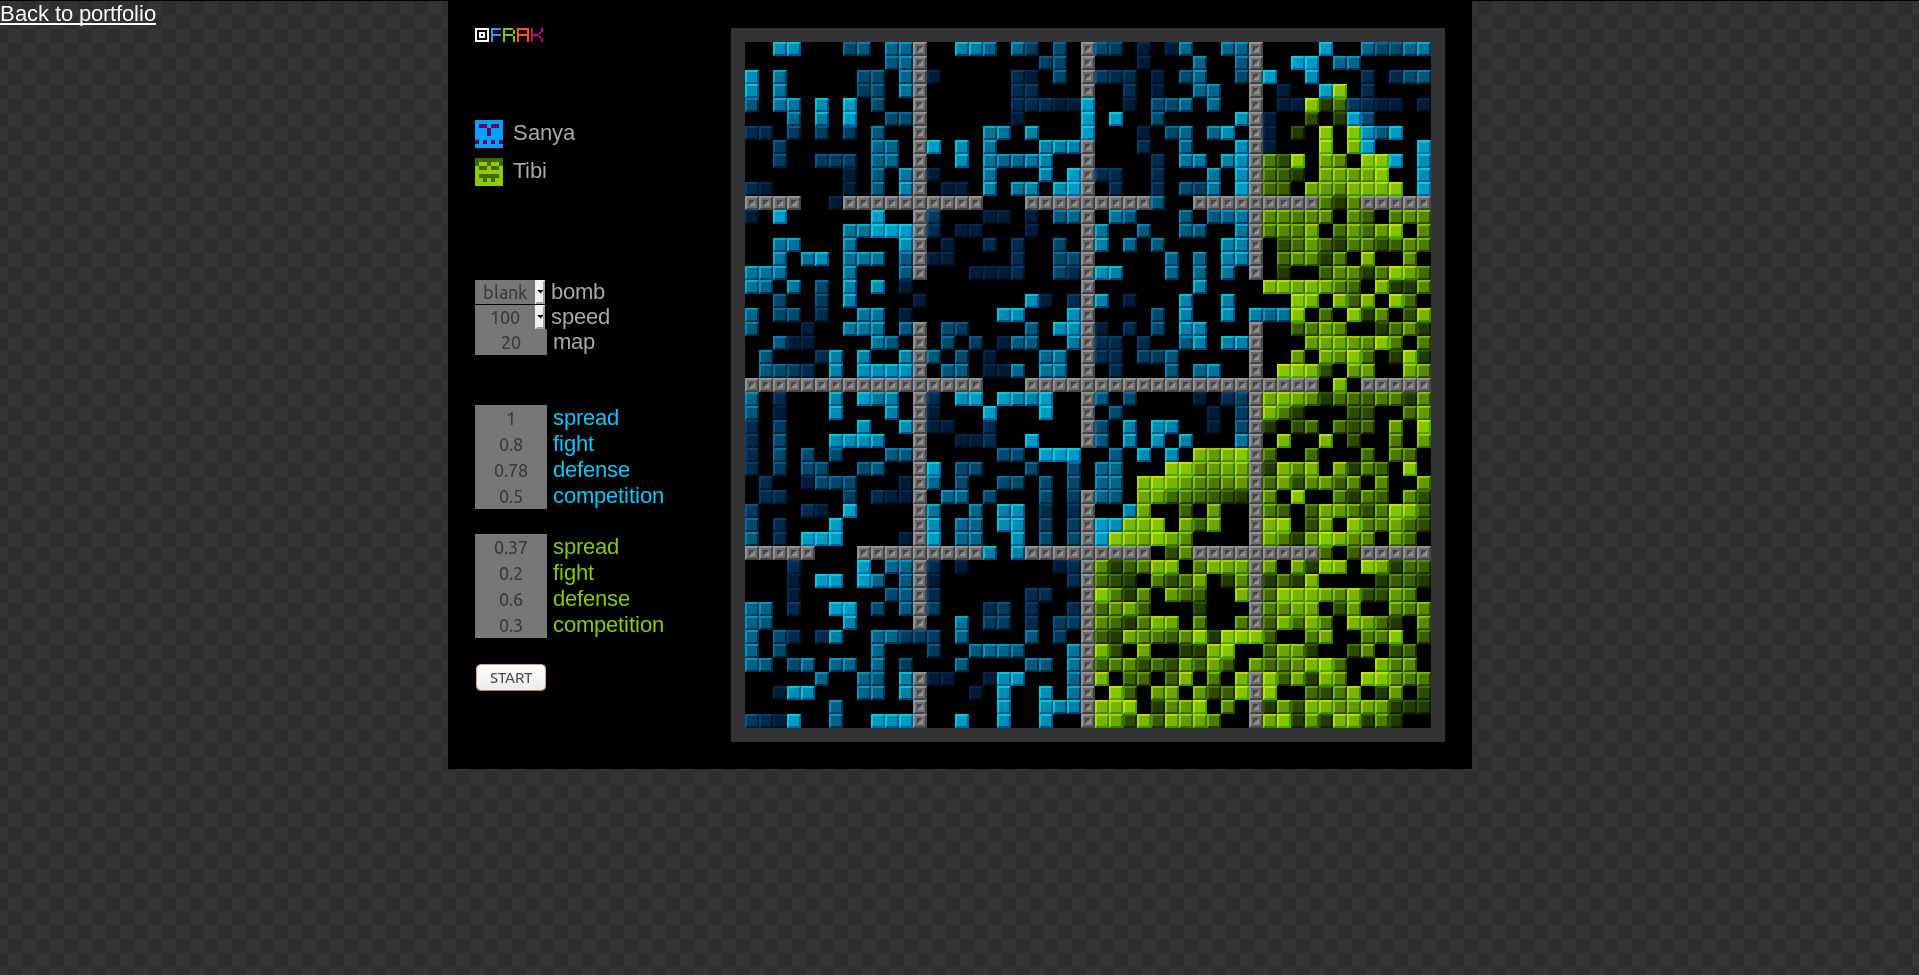 Back to portfolio
FRAK
Sanya
Tibi
blank bomb
100 speed
20 map
1 spread
0.8 fight
0.78 defense
0.5 competition
0.37 spread
0.2 fight
0.6 defense
0.3 competition
START